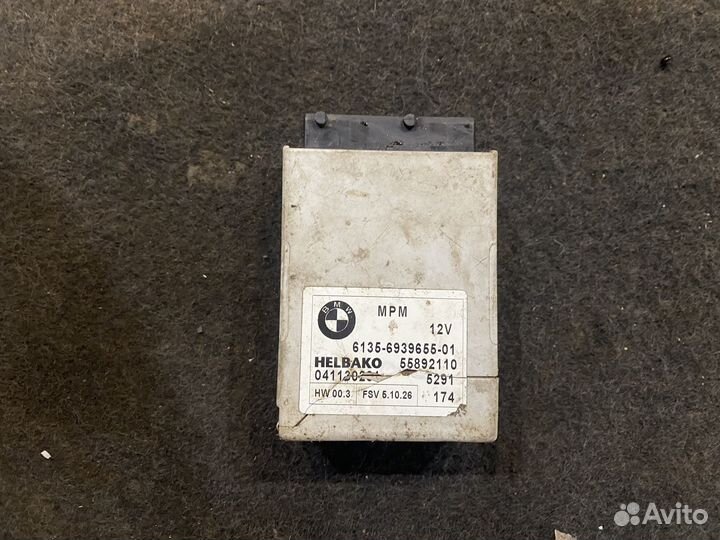 BMW
MPM
12V
6135-6939655-01
HELBAKO 55892110
5291
HW 00.3 FSV 5.10.26 174
Avito